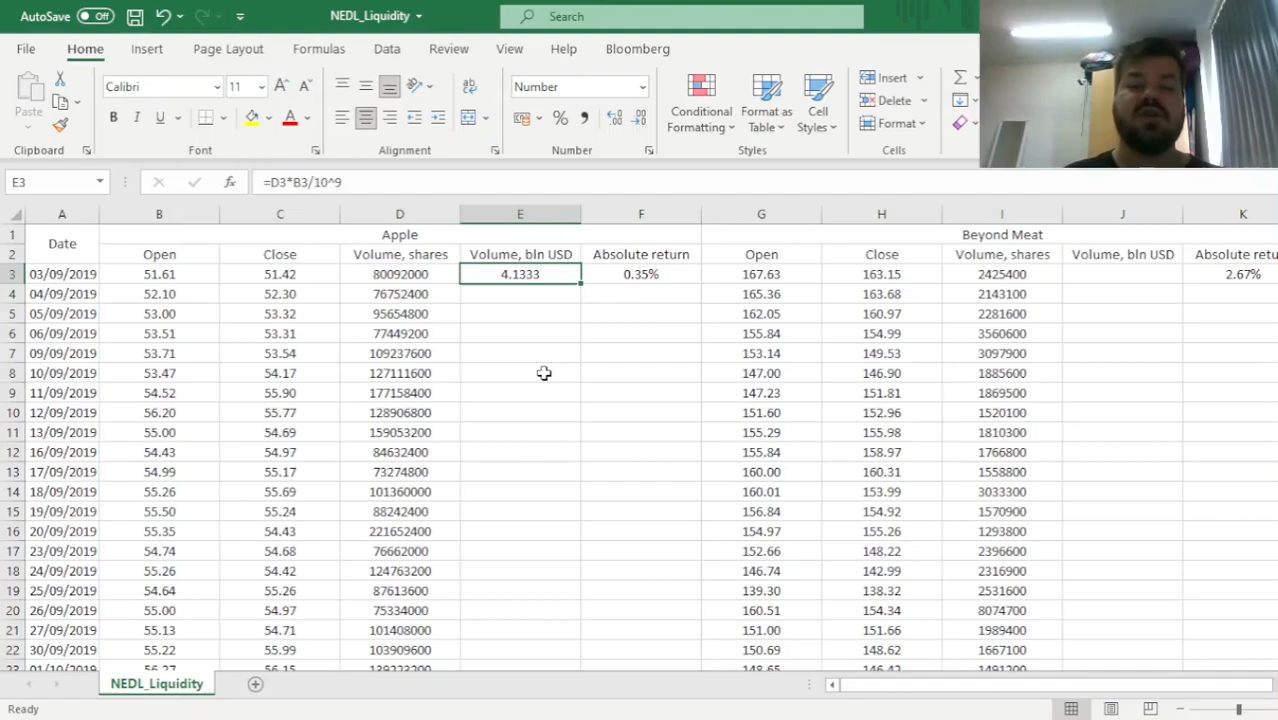 AutoSave Off NEDL_Liquidity Search
File Home Insert Page Layout Formulas Data Review View Help Bloomberg
Paste Calibri 11 Number Conditional Formatting Format as Table Cell Styles Insert Delete Format
Clipboard Font Alignment Number Styles Cells
E3 =D3*B3/10^9
A B C D E F G H I J K
1 Date Apple Beyond Meat
2 Open Close Volume, shares Volume, bln USD Absolute return Open Close Volume, shares Volume, bln USD Absolute retu
3 03/09/2019 51.61 51.42 80092000 4.1333 0.35% 167.63 163.15 2425400 2.67%
4 04/09/2019 52.10 52.30 76752400 165.36 163.68 2143100
5 05/09/2019 53.00 53.32 95654800 162.05 160.97 2281600
6 06/09/2019 53.51 53.31 77449200 155.84 154.99 3560600
7 09/09/2019 53.71 53.54 109237600 153.14 149.53 3097900
8 10/09/2019 53.47 54.17 127111600 147.00 146.90 1885600
9 11/09/2019 54.52 55.90 177158400 147.23 151.81 1869500
10 12/09/2019 56.20 55.77 128906800 151.60 152.96 1520100
11 13/09/2019 55.00 54.69 159053200 155.29 155.98 1810300
12 16/09/2019 54.43 54.97 84632400 155.84 158.97 1766800
13 17/09/2019 54.99 55.17 73274800 160.00 160.31 1558800
14 18/09/2019 55.26 55.69 101360000 160.01 153.99 3033300
15 19/09/2019 55.50 55.24 88242400 156.84 154.92 1570900
16 20/09/2019 55.35 54.43 221652400 154.97 155.26 1293800
17 23/09/2019 54.74 54.68 76662000 152.66 148.22 2396600
18 24/09/2019 55.26 54.42 124763200 146.74 142.99 2316900
19 25/09/2019 54.64 55.26 87613600 139.30 138.32 2531600
20 26/09/2019 55.00 54.97 75334000 160.51 154.34 8074700
21 27/09/2019 55.13 54.71 101408000 151.00 151.66 1989400
22 30/09/2019 55.22 55.99 103909600 150.69 148.62 1667100
23 01/10/2019 56.27 56.15 139223200 148.65 146.42 1491200
NEDL_Liquidity
Ready